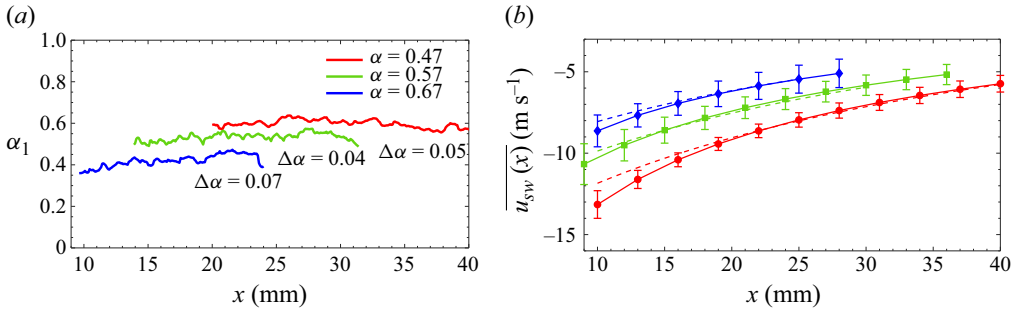 (a)
1.0
0.8
0.6
0.4
0.2
0
α₁
α = 0.47
α = 0.57
α = 0.67
Δα = 0.05
Δα = 0.04
Δα = 0.07
10 15 20 25 30 35 40
x (mm)
(b)
−5
−10
−15
u_sw(x) (m s⁻¹)
10 15 20 25 30 35 40
x (mm)